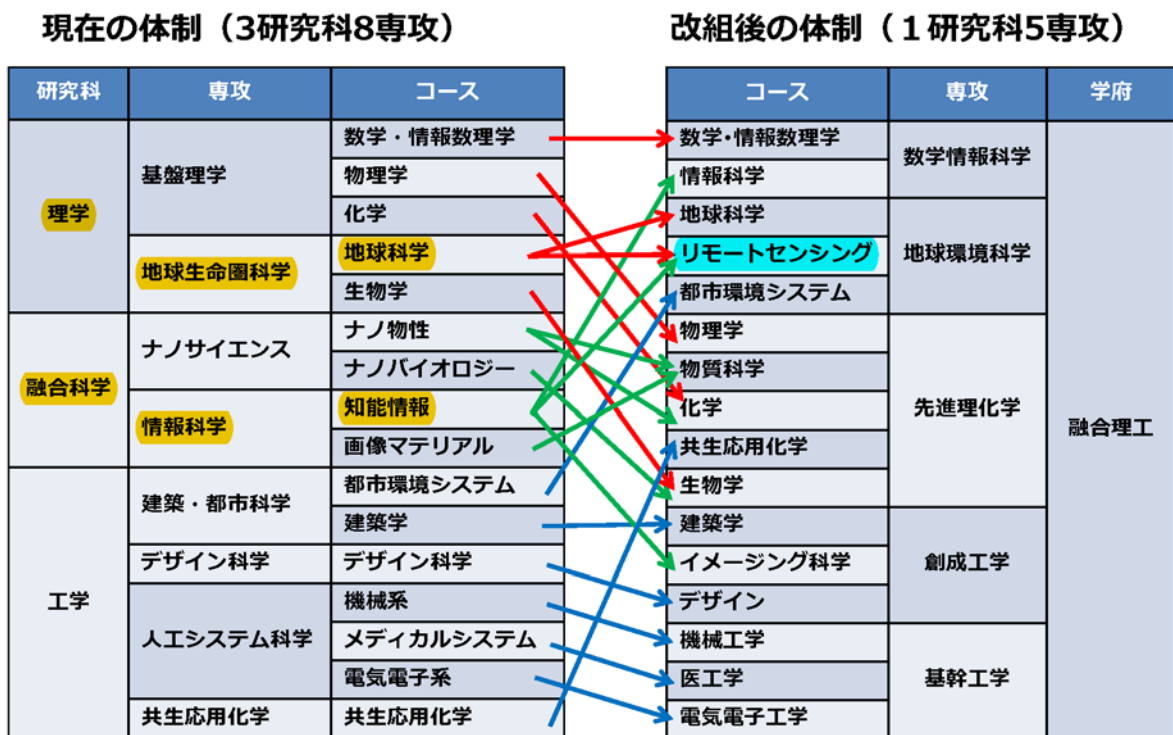 現在の体制（3研究科8専攻）
改組後の体制（１研究科5専攻）
研究科 専攻 コース
理学
基盤理学
数学・情報数理学
物理学
化学
地球生命圏科学
地球科学
生物学
融合科学
ナノサイエンス
ナノ物性
ナノバイオロジー
情報科学
知能情報
画像マテリアル
工学
建築・都市科学
都市環境システム
建築学
デザイン科学
デザイン科学
人工システム科学
機械系
メディカルシステム
電気電子系
共生応用化学
共生応用化学
コース 専攻 学府
数学･情報数理学
情報科学
数学情報科学
地球科学
リモートセンシング
都市環境システム
地球環境科学
物理学
物質科学
化学
共生応用化学
生物学
先進理化学
建築学
イメージング科学
デザイン
創成工学
機械工学
医工学
電気電子工学
基幹工学
融合理工